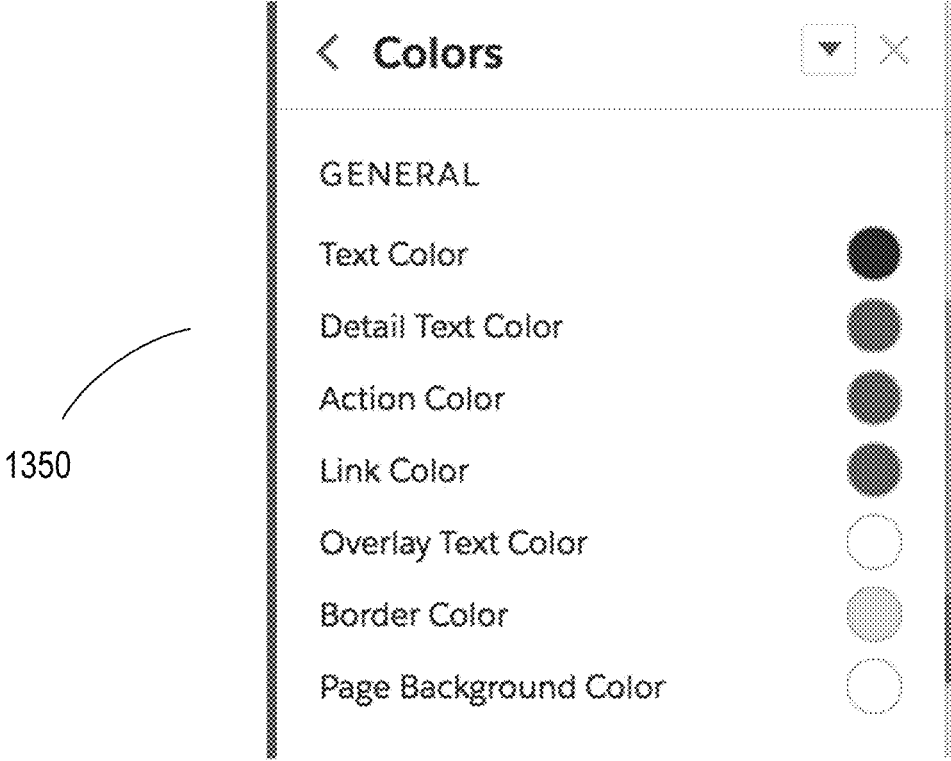 Colors
GENERAL
Text Color
Detail Text Color
Action Color
Link Color
Overlay Text Color
Border Color
Page Background Color
1350